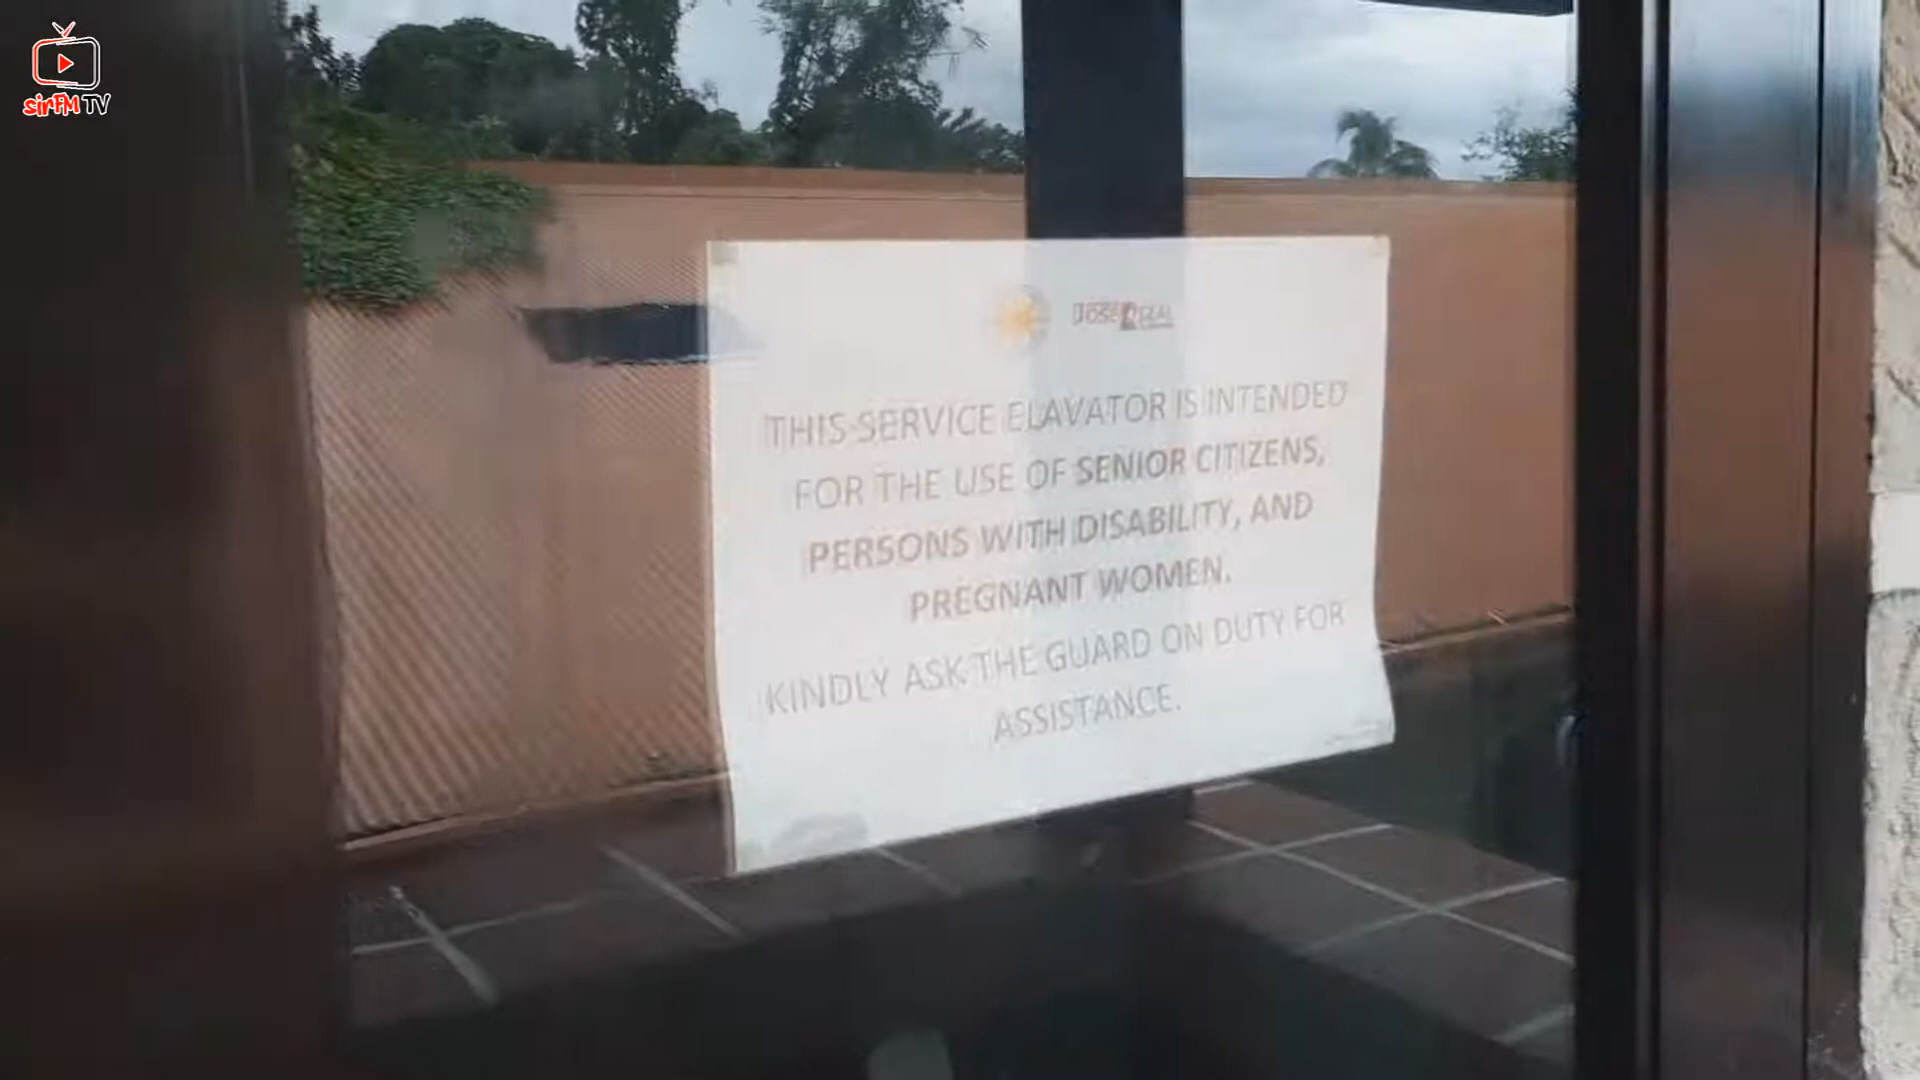 sirFM TV
THIS SERVICE ELAVATOR IS INTENDED
FOR THE USE OF SENIOR CITIZENS,
PERSONS WITH DISABILITY, AND
PREGNANT WOMEN.
KINDLY ASK THE GUARD ON DUTY FOR
ASSISTANCE.